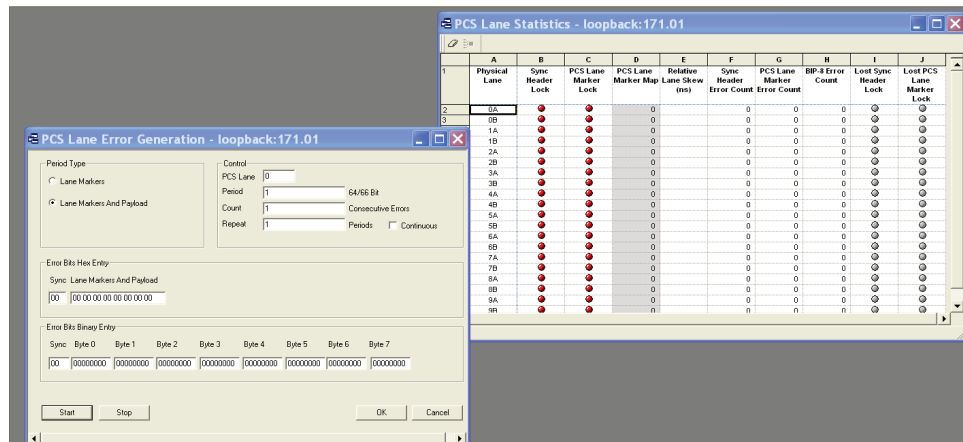 PCS Lane Statistics - loopback:171.01
A B C D E F G H I J
1 Physical Lane Sync Header Lock PCS Lane Marker Lock PCS Lane Marker Map Relative Lane Skew (ns) Sync Header Error Count PCS Lane Marker Error Count BIP-8 Error Count Lost Sync Header Lock Lost PCS Lane Marker Lock
2 0A 0 0 0 0 0
3 0B 0 0 0 0
1A 0 0 0 0
1B 0 0 0 0
2A 0 0 0 0
2B 0 0 0 0
3A 0 0 0 0
3B 0 0 0 0
4A 0 0 0 0
4B 0 0 0 0
5A 0 0 0 0
5B 0 0 0 0
6A 0 0 0 0
6B 0 0 0 0
7A 0 0 0 0
7B 0 0 0 0
8A 0 0 0 0
8B 0 0 0 0
9A 0 0 0 0
9B 0 0 0 0
PCS Lane Error Generation - loopback:171.01
Period Type
Lane Markers
Lane Markers And Payload
Control
PCS Lane 0
Period 1 64/66 Bit
Count 1 Consecutive Errors
Repeat 1 Periods Continuous
Error Bits Hex Entry
Sync Lane Markers And Payload
00 00 00 00 00 00 00 00 00
Error Bits Binary Entry
Sync Byte 0 Byte 1 Byte 2 Byte 3 Byte 4 Byte 5 Byte 6 Byte 7
00 00000000 00000000 00000000 00000000 00000000 00000000 00000000 00000000
Start Stop OK Cancel